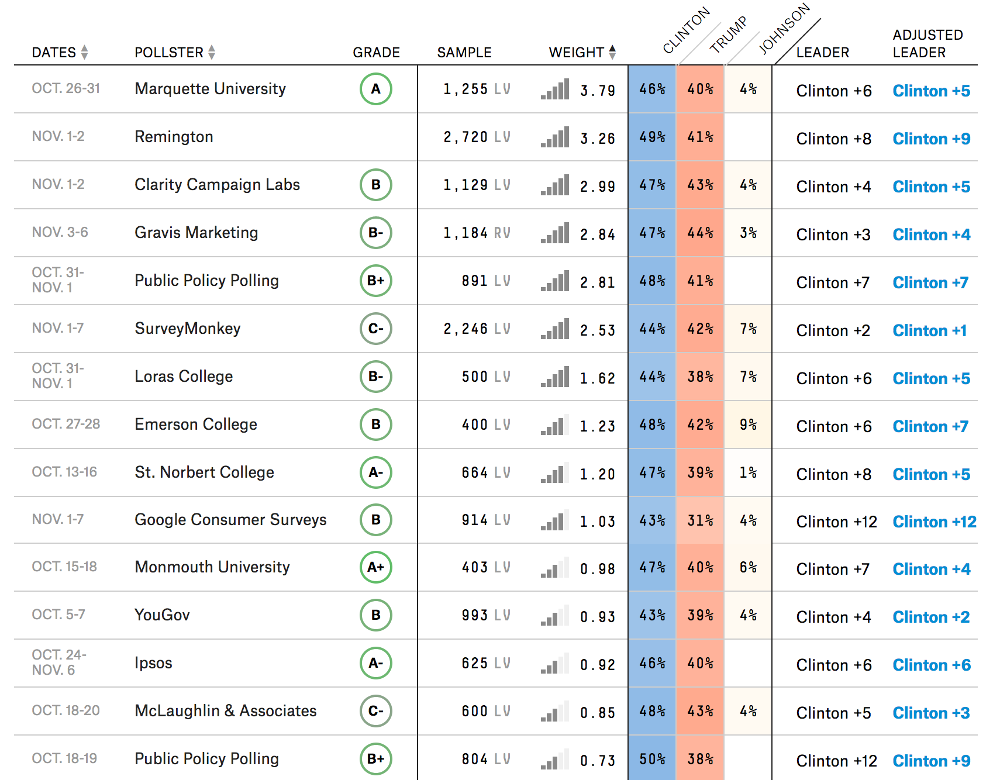 DATES POLLSTER GRADE SAMPLE WEIGHT CLINTON TRUMP JOHNSON LEADER ADJUSTED LEADER
OCT. 26-31 Marquette University A 1,255 LV 3.79 46% 40% 4% Clinton +6 Clinton +5
NOV. 1-2 Remington 2,720 LV 3.26 49% 41% Clinton +8 Clinton +9
NOV. 1-2 Clarity Campaign Labs B 1,129 LV 2.99 47% 43% 4% Clinton +4 Clinton +5
NOV. 3-6 Gravis Marketing B- 1,184 RV 2.84 47% 44% 3% Clinton +3 Clinton +4
OCT. 31-NOV. 1 Public Policy Polling B+ 891 LV 2.81 48% 41% Clinton +7 Clinton +7
NOV. 1-7 SurveyMonkey C- 2,246 LV 2.53 44% 42% 7% Clinton +2 Clinton +1
OCT. 31-NOV. 1 Loras College B- 500 LV 1.62 44% 38% 7% Clinton +6 Clinton +5
OCT. 27-28 Emerson College B 400 LV 1.23 48% 42% 9% Clinton +6 Clinton +7
OCT. 13-16 St. Norbert College A- 664 LV 1.20 47% 39% 1% Clinton +8 Clinton +5
NOV. 1-7 Google Consumer Surveys B 914 LV 1.03 43% 31% 4% Clinton +12 Clinton +12
OCT. 15-18 Monmouth University A+ 403 LV 0.98 47% 40% 6% Clinton +7 Clinton +4
OCT. 5-7 YouGov B 993 LV 0.93 43% 39% 4% Clinton +4 Clinton +2
OCT. 24-NOV. 6 Ipsos A- 625 LV 0.92 46% 40% Clinton +6 Clinton +6
OCT. 18-20 McLaughlin & Associates C- 600 LV 0.85 48% 43% 4% Clinton +5 Clinton +3
OCT. 18-19 Public Policy Polling B+ 804 LV 0.73 50% 38% Clinton +12 Clinton +9